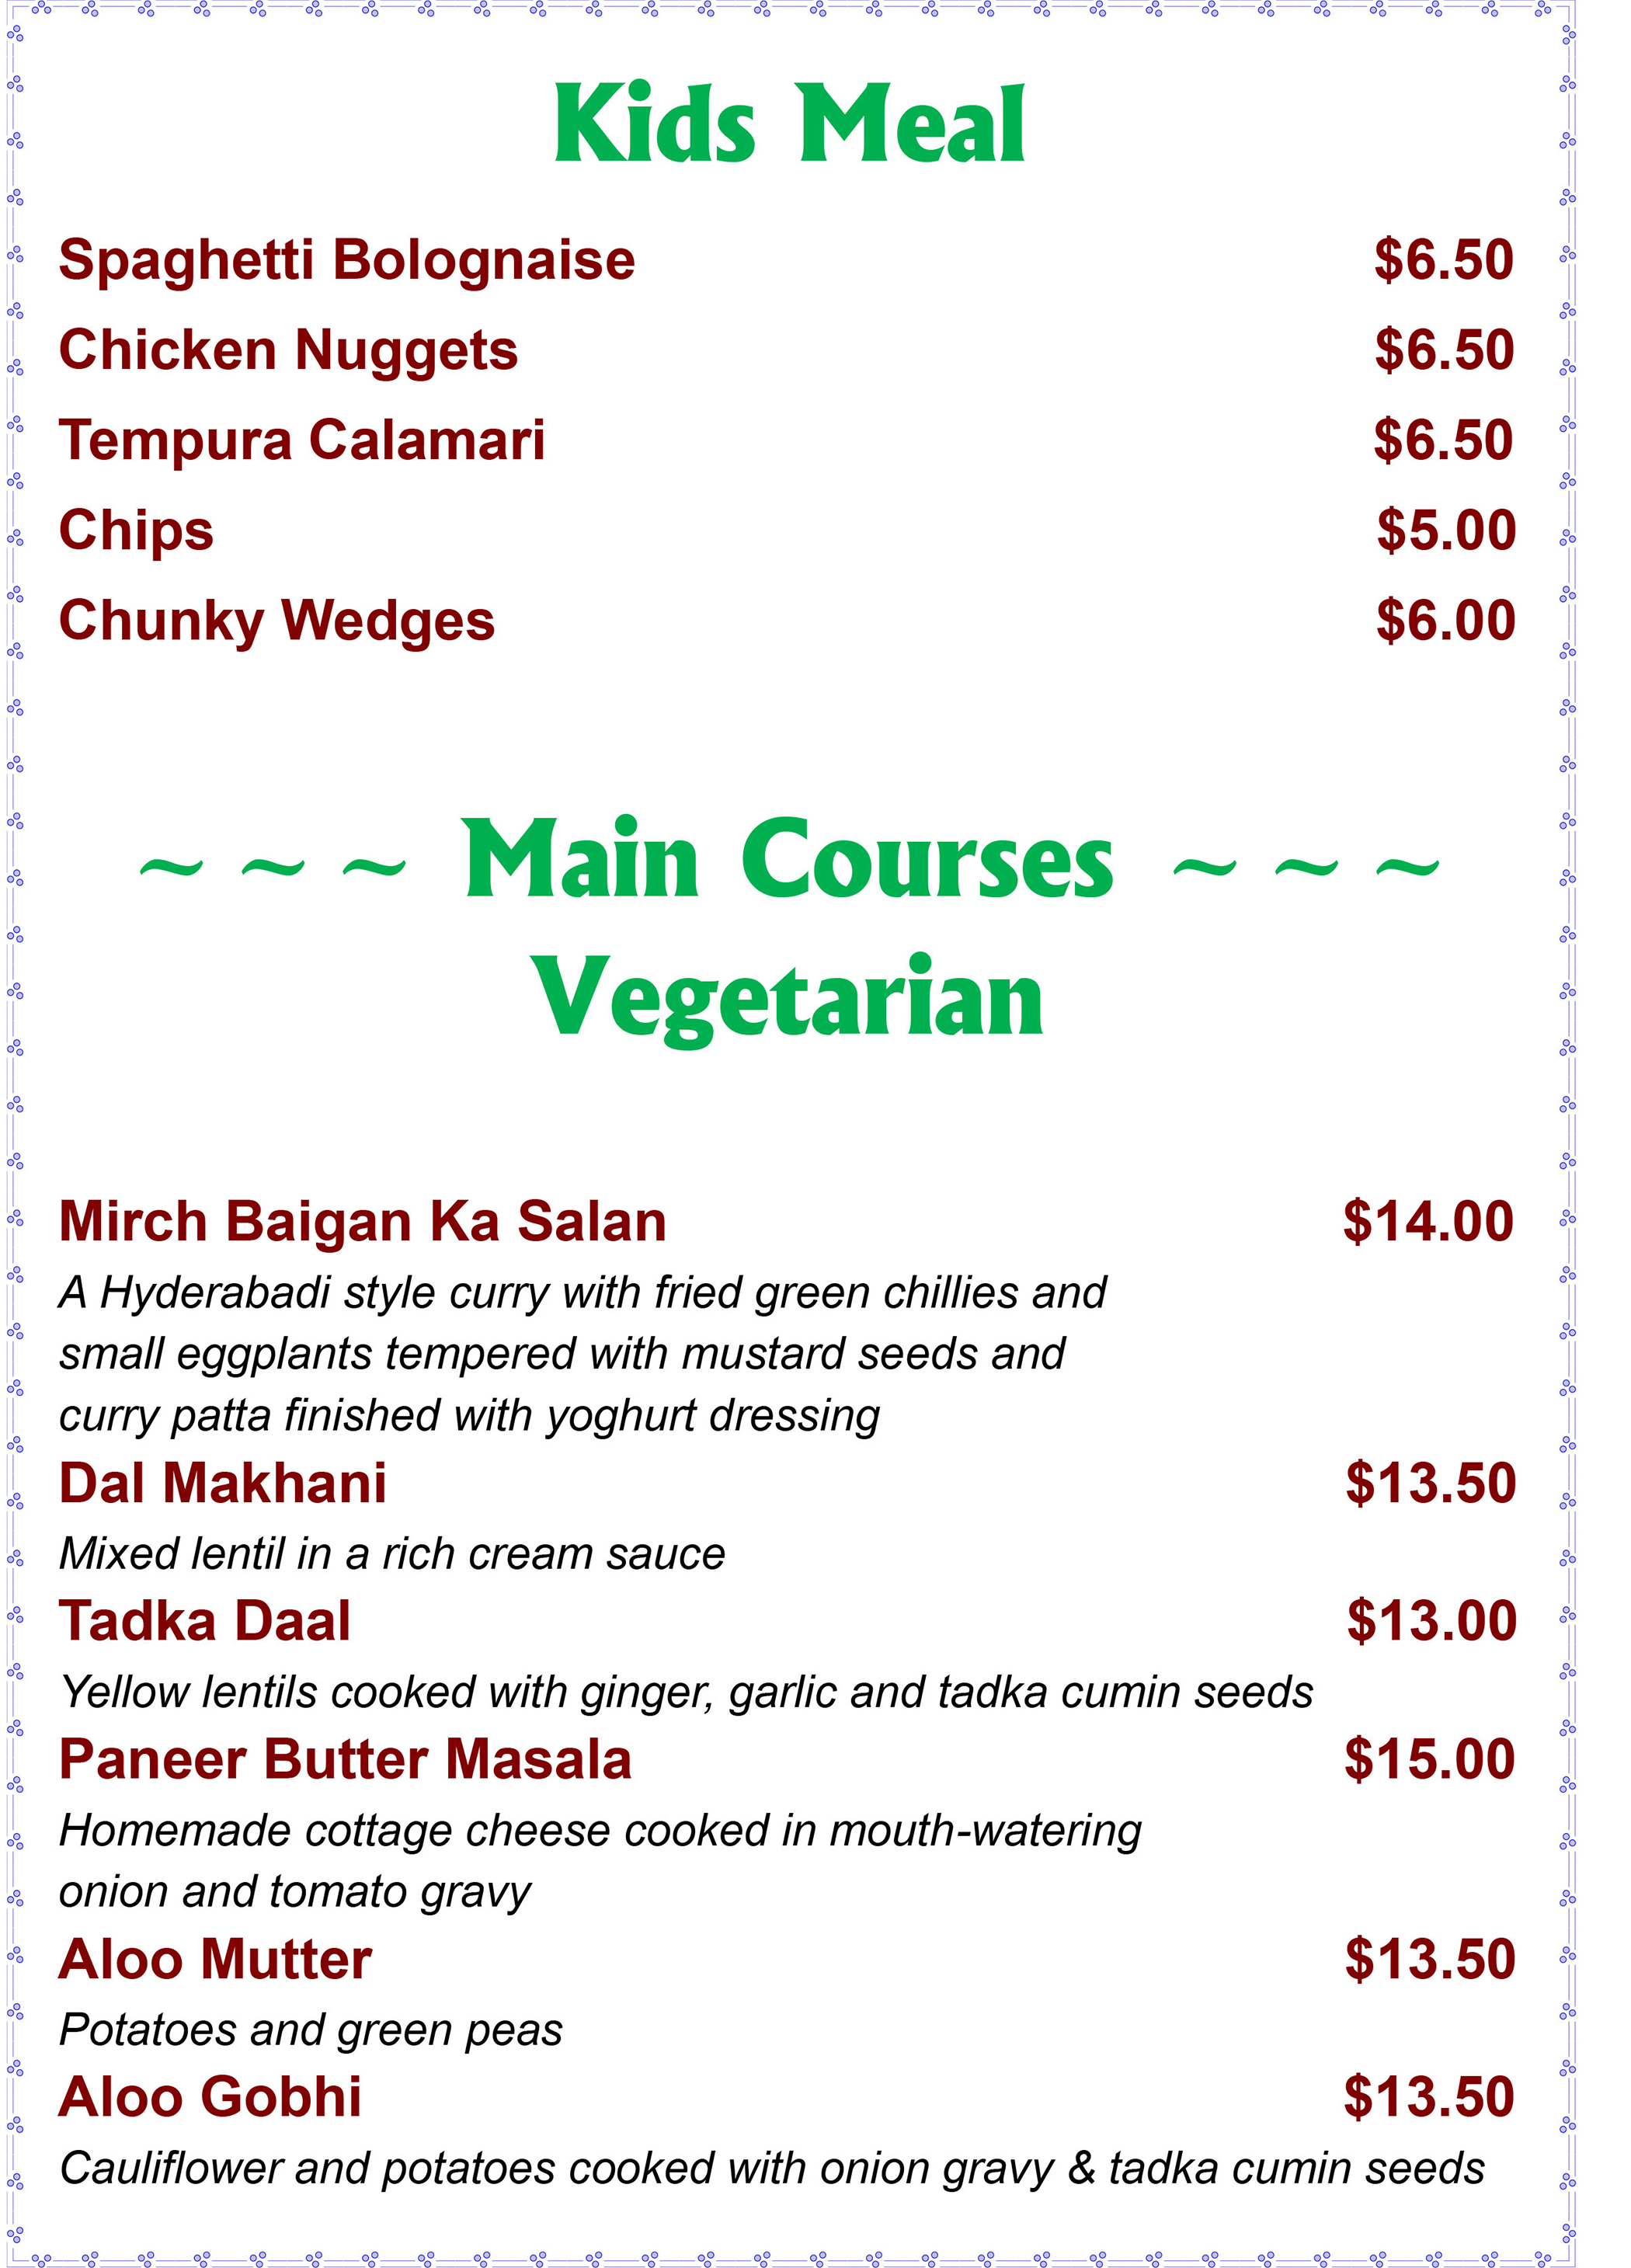 Kids Meal
Spaghetti Bolognaise $6.50
Chicken Nuggets $6.50
Tempura Calamari $6.50
Chips $5.00
Chunky Wedges $6.00
~ ~ ~ Main Courses ~ ~ ~
Vegetarian
Mirch Baigan Ka Salan $14.00
A Hyderabadi style curry with fried green chillies and
small eggplants tempered with mustard seeds and
curry patta finished with yoghurt dressing
Dal Makhani $13.50
Mixed lentil in a rich cream sauce
Tadka Daal $13.00
Yellow lentils cooked with ginger, garlic and tadka cumin seeds
Paneer Butter Masala $15.00
Homemade cottage cheese cooked in mouth-watering
onion and tomato gravy
Aloo Mutter $13.50
Potatoes and green peas
Aloo Gobhi $13.50
Cauliflower and potatoes cooked with onion gravy & tadka cumin seeds